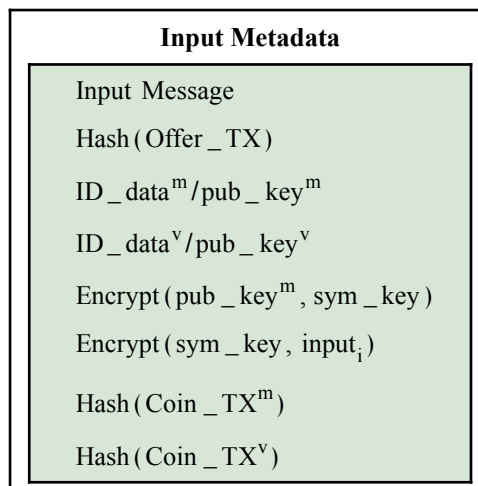 Input Metadata
Input Message
Hash(Offer_TX)
ID_data^m/pub_key^m
ID_data^v/pub_key^v
Encrypt(pub_key^m, sym_key)
Encrypt(sym_key, input_i)
Hash(Coin_TX^m)
Hash(Coin_TX^v)